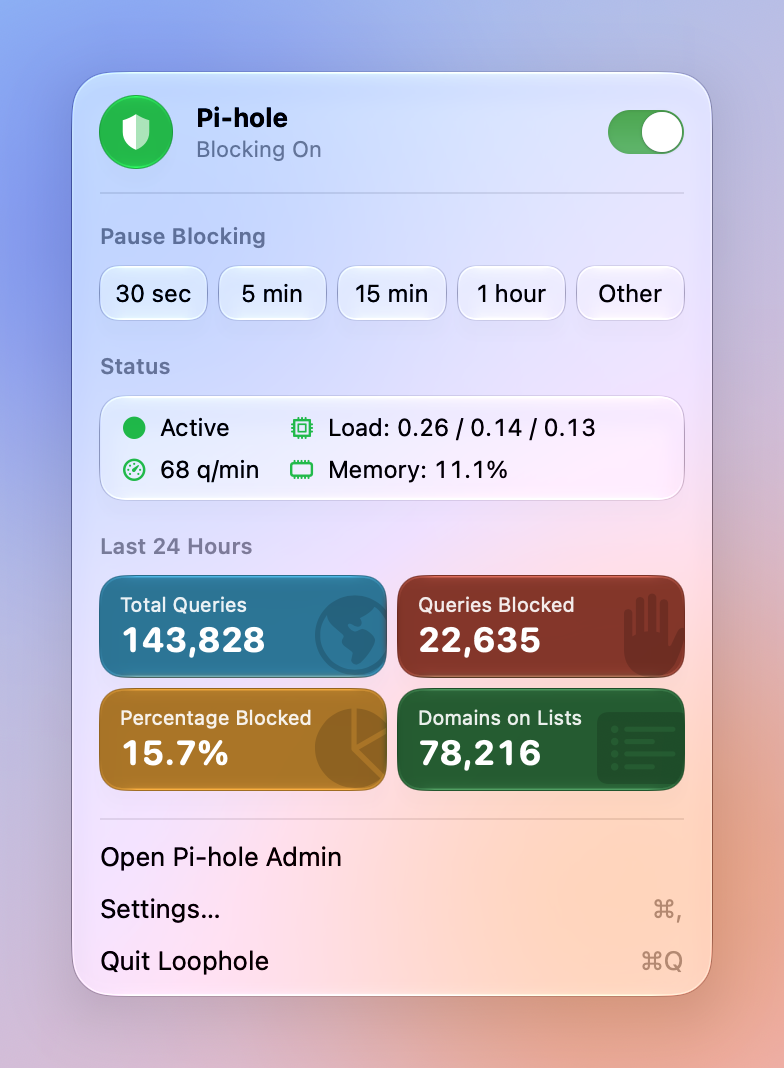 Pi-hole
Blocking On
Pause Blocking
30 sec 5 min 15 min 1 hour Other
Status
Active Load: 0.26 / 0.14 / 0.13
68 q/min Memory: 11.1%
Last 24 Hours
Total Queries Queries Blocked
143,828 22,635
Percentage Blocked Domains on Lists
15.7% 78,216
Open Pi-hole Admin
Settings... ⌘,
Quit Loophole ⌘Q